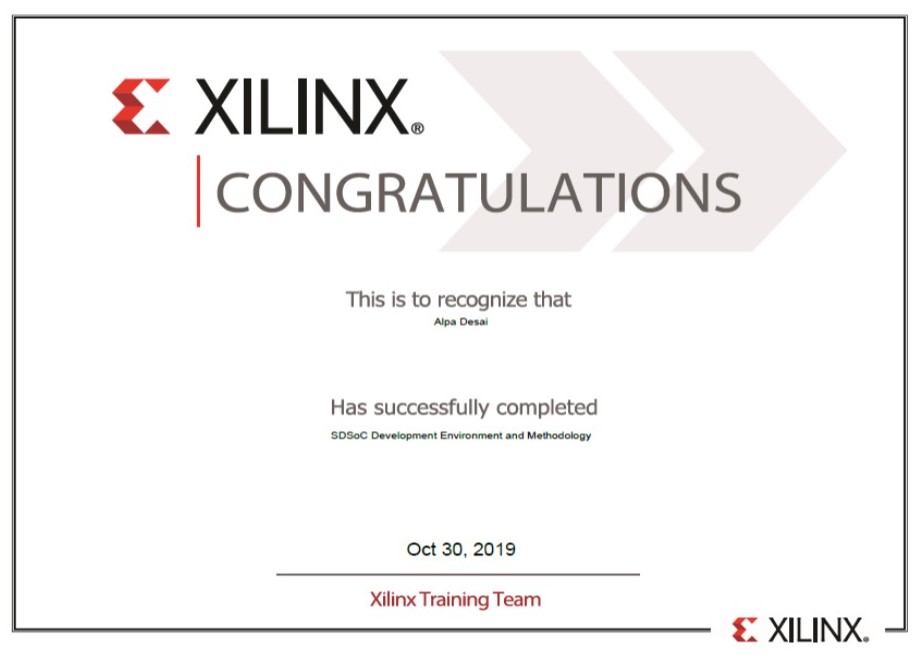 XILINX®
CONGRATULATIONS
This is to recognize that
Alpa Desai
Has successfully completed
SDSoC Development Environment and Methodology
Oct 30, 2019
Xilinx Training Team
XILINX®